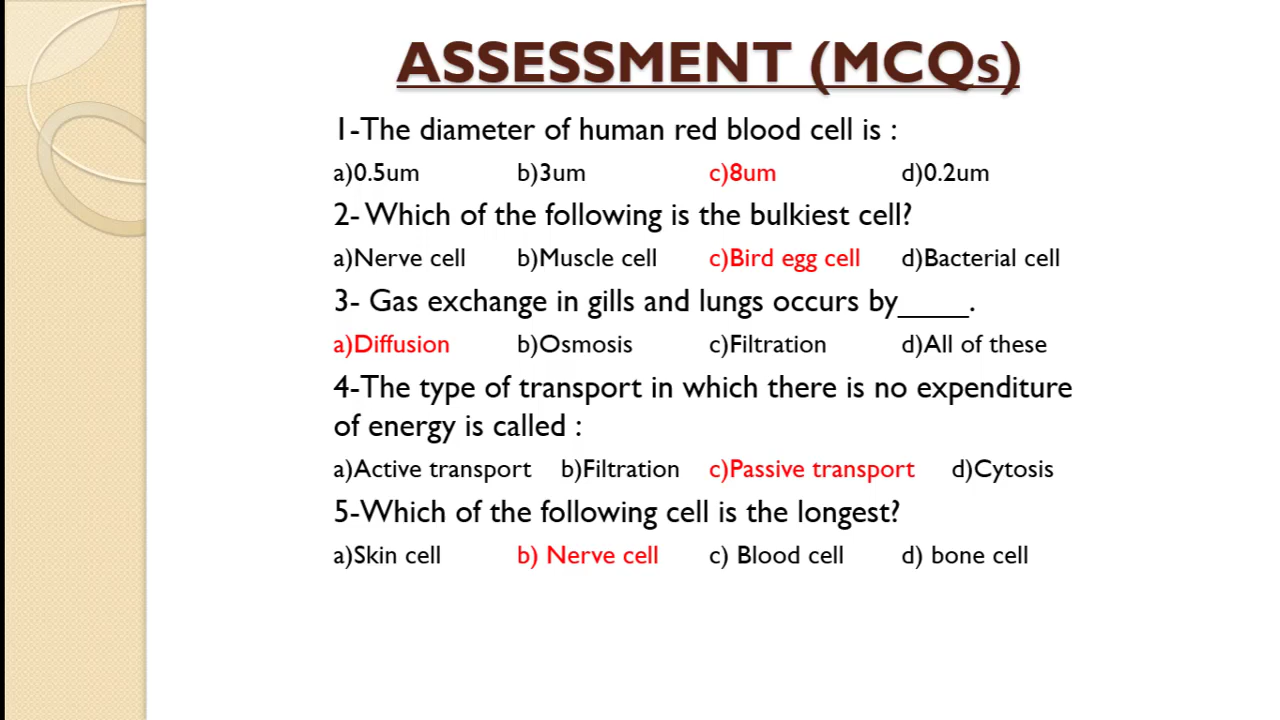 ASSESSMENT (MCQs)
1-The diameter of human red blood cell is :
a)0.5um b)3um c)8um d)0.2um
2- Which of the following is the bulkiest cell?
a)Nerve cell b)Muscle cell c)Bird egg cell d)Bacterial cell
3- Gas exchange in gills and lungs occurs by____.
a)Diffusion b)Osmosis c)Filtration d)All of these
4-The type of transport in which there is no expenditure
of energy is called :
a)Active transport b)Filtration c)Passive transport d)Cytosis
5-Which of the following cell is the longest?
a)Skin cell b) Nerve cell c) Blood cell d) bone cell